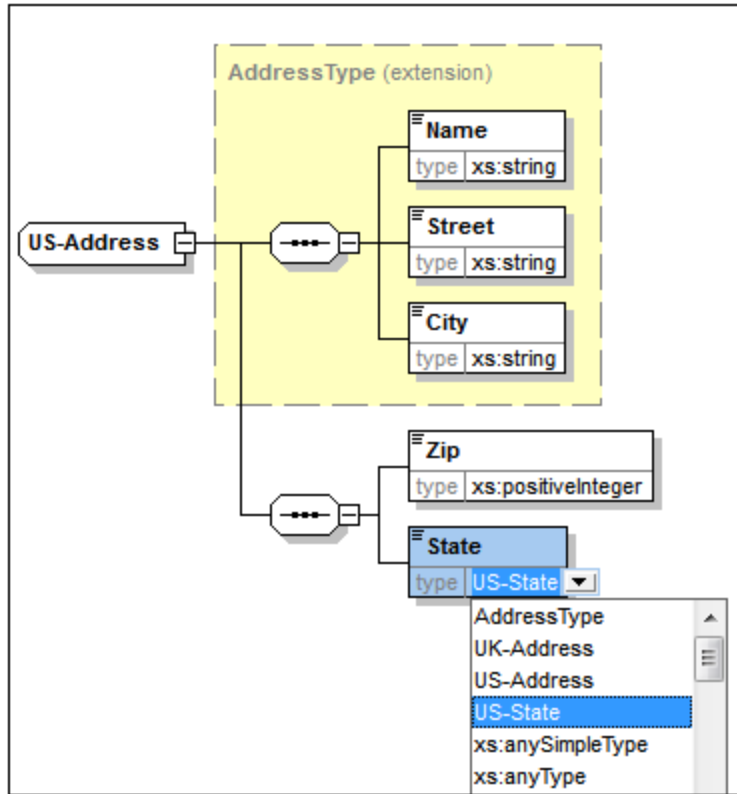 AddressType (extension)
Name
type xs:string
US-Address
Street
type xs:string
City
type xs:string
Zip
type xs:positiveInteger
State
type US-State
AddressType
UK-Address
US-Address
US-State
xs:anySimpleType
xs:anyType